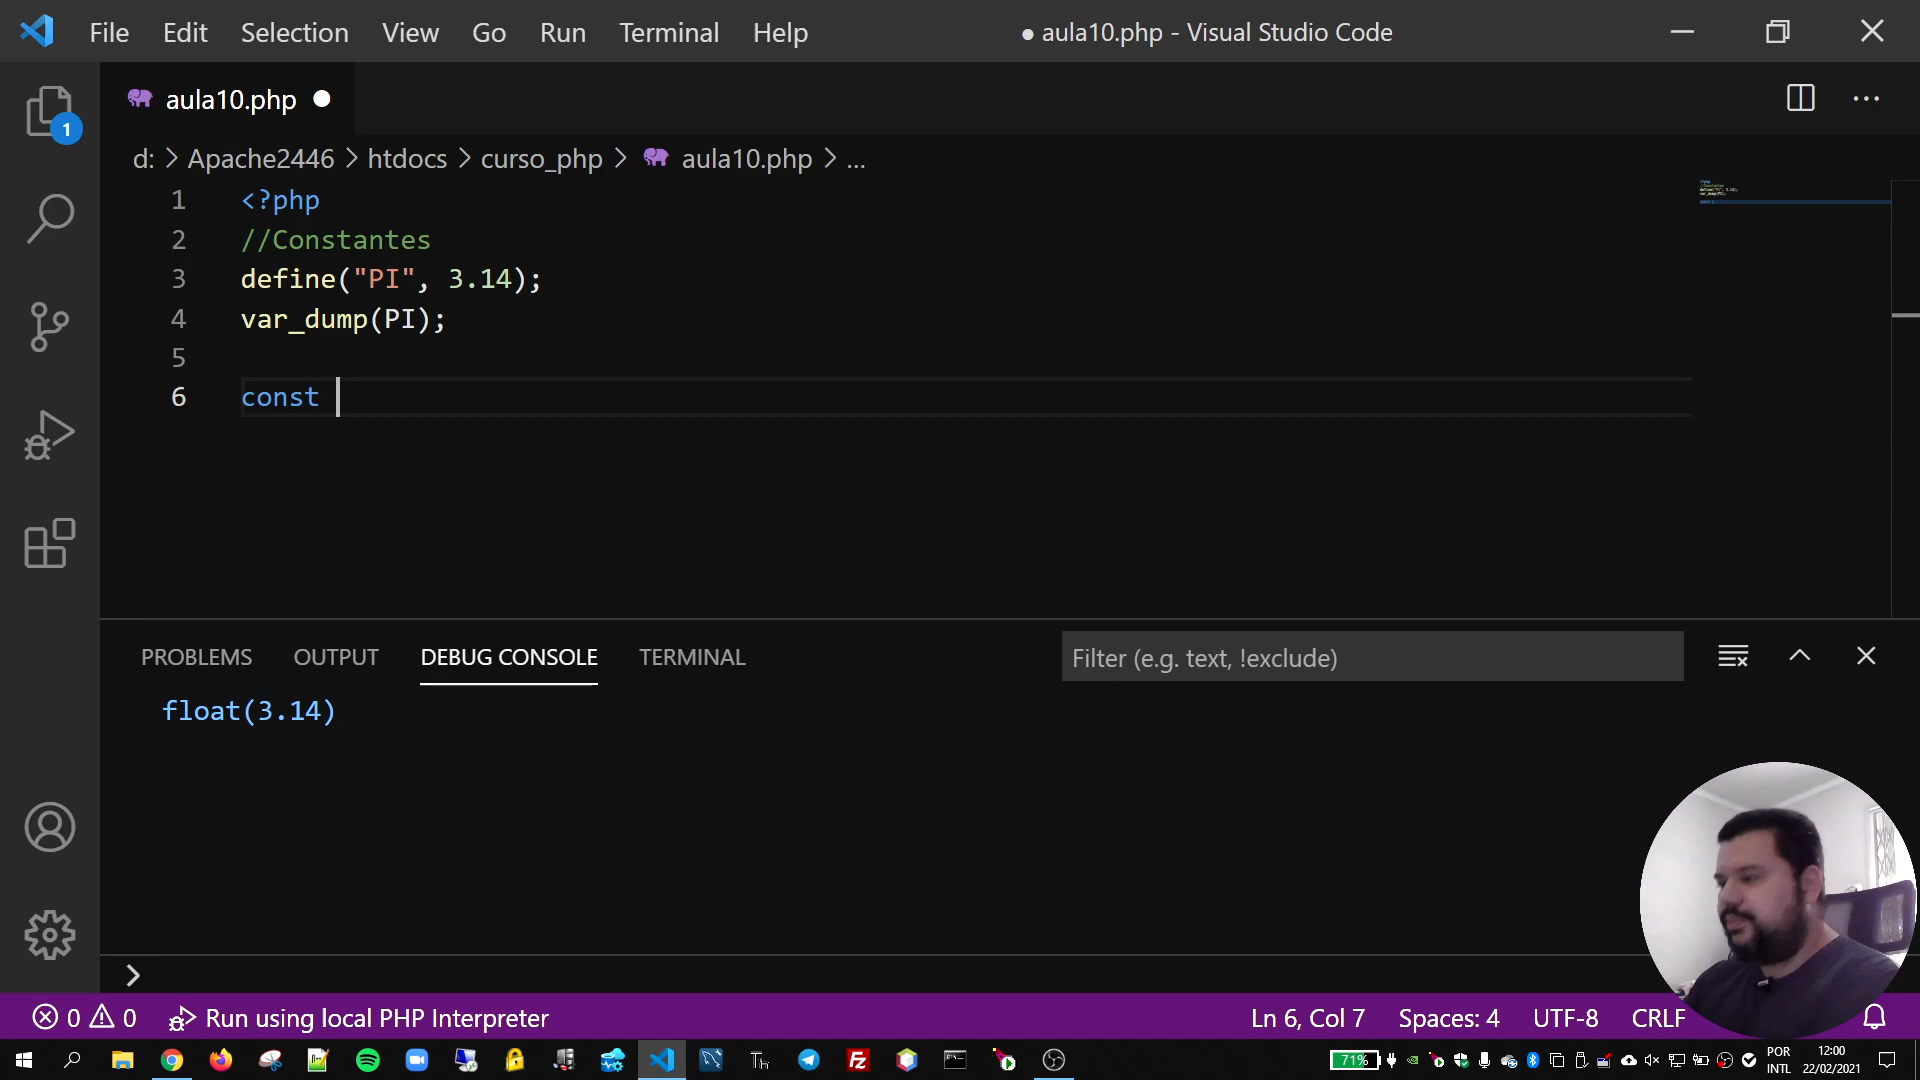 File Edit Selection View Go Run Terminal Help
● aula10.php - Visual Studio Code
1
aula10.php ●
d: > Apache2446 > htdocs > curso_php > aula10.php > ...
1 <?php
2 //Constantes
3 define("PI", 3.14);
4 var_dump(PI);
5
6 const
PROBLEMS OUTPUT DEBUG CONSOLE TERMINAL
Filter (e.g. text, !exclude)
float(3.14)
0 0 Run using local PHP Interpreter
Ln 6, Col 7 Spaces: 4 UTF-8 CRLF
71%
POR
INTL
12:00
22/02/2021